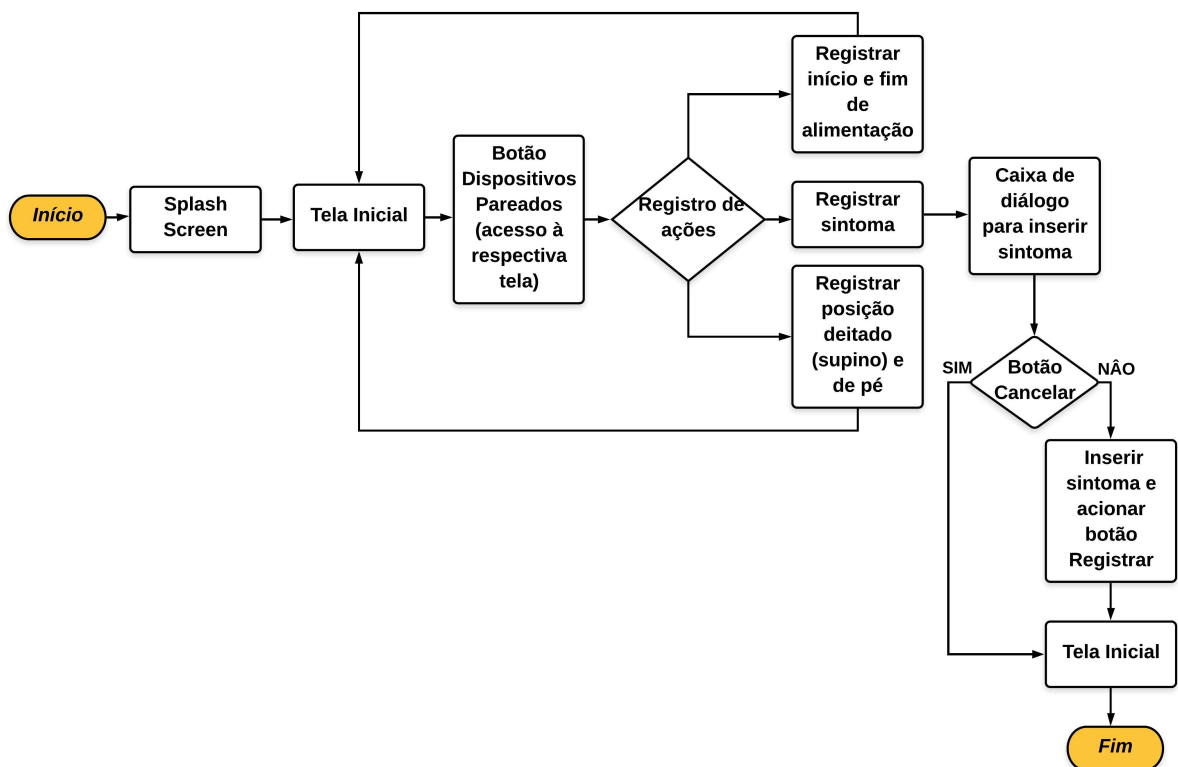 Início
Splash
Screen
Tela Inicial
Botão
Dispositivos
Pareados
(acesso à
respectiva
tela)
Registro de
ações
Registrar
início e fim
de
alimentação
Registrar
sintoma
Registrar
posição
deitado
(supino) e
de pé
Caixa de
diálogo
para inserir
sintoma
Botão
Cancelar
SIM
NÂO
Inserir
sintoma e
acionar
botão
Registrar
Tela Inicial
Fim